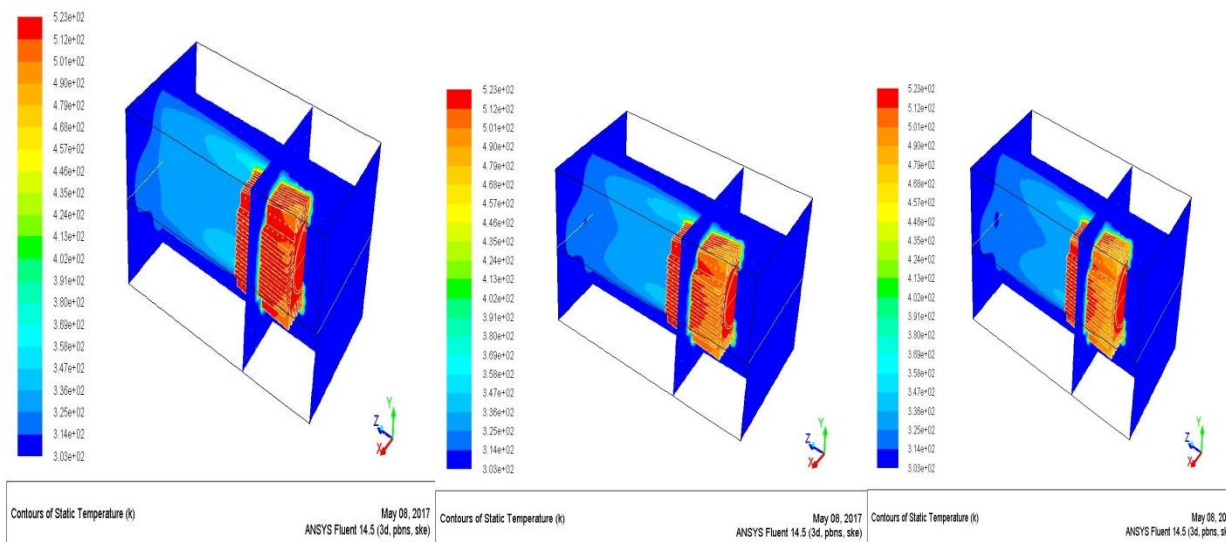 5.23e+02
5.12e+02
5.01e+02
4.90e+02
4.79e+02
4.68e+02
4.57e+02
4.46e+02
4.35e+02
4.24e+02
4.13e+02
4.02e+02
3.91e+02
3.80e+02
3.69e+02
3.58e+02
3.47e+02
3.36e+02
3.25e+02
3.14e+02
3.03e+02
Y
Z
X
Contours of Static Temperature (k)
May 08, 2017
ANSYS Fluent 14.5 (3d, pbns, ske)
5.23e+02
5.12e+02
5.01e+02
4.90e+02
4.79e+02
4.68e+02
4.57e+02
4.46e+02
4.35e+02
4.24e+02
4.13e+02
4.02e+02
3.91e+02
3.80e+02
3.69e+02
3.58e+02
3.47e+02
3.36e+02
3.25e+02
3.14e+02
3.03e+02
Y
Z
X
Contours of Static Temperature (k)
May 08, 2017
ANSYS Fluent 14.5 (3d, pbns, ske)
5.23e+02
5.12e+02
5.01e+02
4.90e+02
4.79e+02
4.68e+02
4.57e+02
4.46e+02
4.35e+02
4.24e+02
4.13e+02
4.02e+02
3.91e+02
3.80e+02
3.69e+02
3.58e+02
3.47e+02
3.36e+02
3.25e+02
3.14e+02
3.03e+02
Y
Z
X
Contours of Static Temperature (k)
May 08, 20
ANSYS Fluent 14.5 (3d, pbns, sk